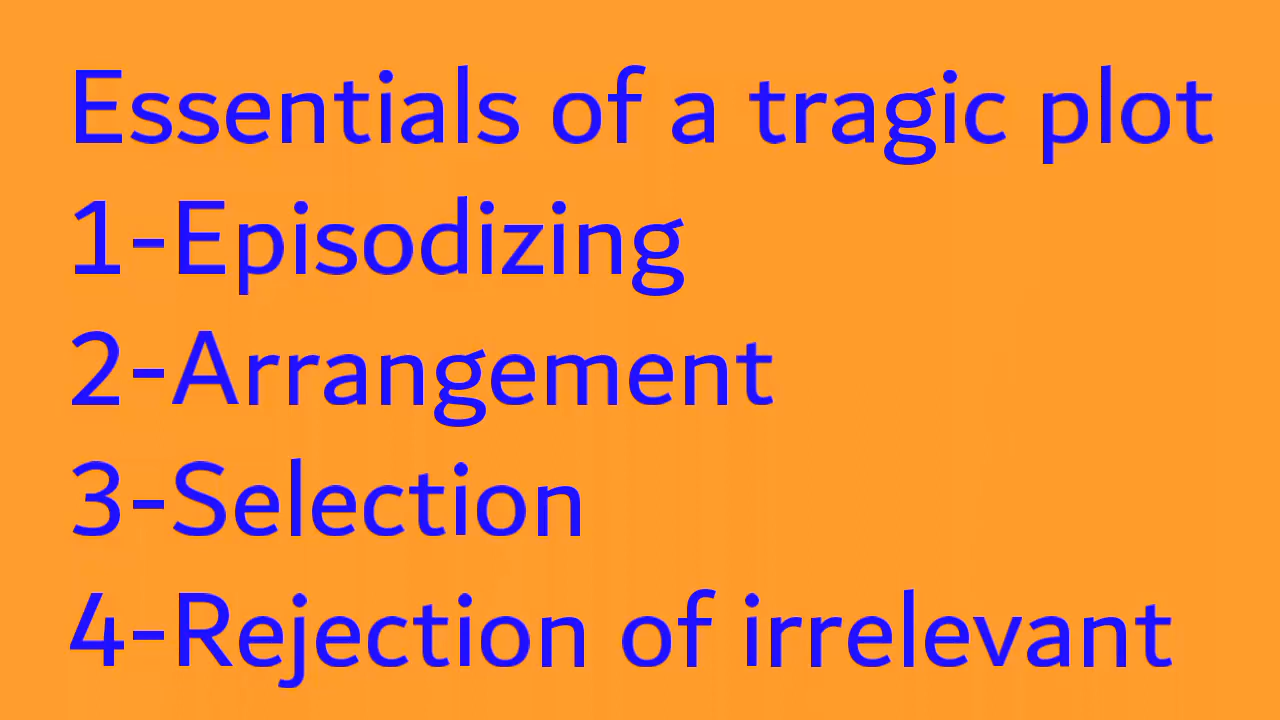 Essentials of a tragic plot
1-Episodizing
2-Arrangement
3-Selection
4-Rejection of irrelevant